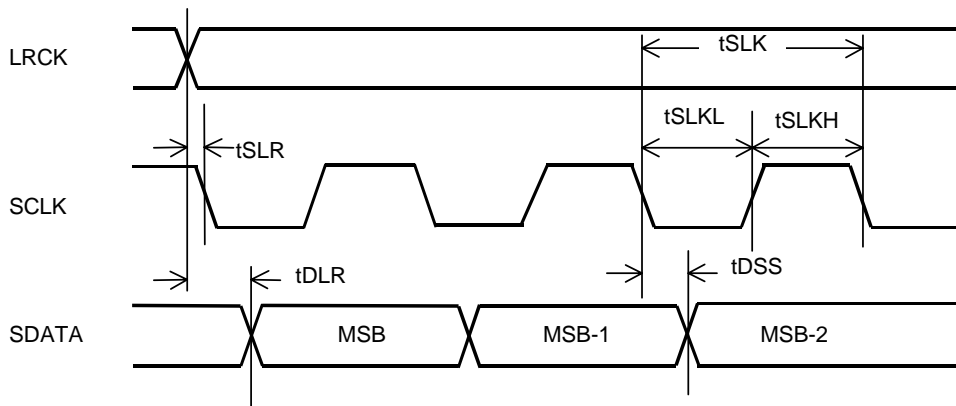 LRCK
tSLK
tSLKL
tSLKH
tSLR
SCLK
tDLR
tDSS
SDATA
MSB
MSB-1
MSB-2